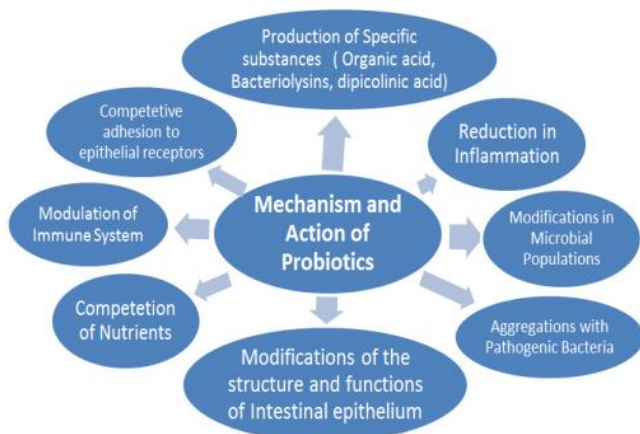 Production of Specific
substances ( Organic acid,
Bacteriolysins, dipicolinic acid)
Competetive
adhesion to
epithelial receptors
Reduction in
Inflammation
Mechanism and
Action of
Probiotics
Modulation of
Immune System
Modifications in
Microbial
Populations
Competetion
of Nutrients
Aggregations with
Pathogenic Bacteria
Modifications of the
structure and functions
of Intestinal epithelium